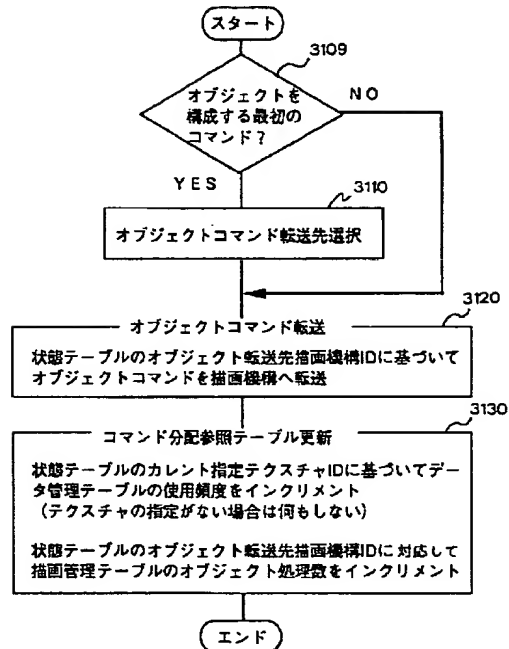 スタート
3109
オブジェクトを
構成する最初の
コマンド?
NO
YES
3110
オブジェクトコマンド転送先選択
3120
オブジェクトコマンド転送
状態テーブルのオブジェクト転送先描画機構IDに基づいて
オブジェクトコマンドを描画機構へ転送
3130
コマンド分配参照テーブル更新
状態テーブルのカレント指定テクスチャIDに基づいてデー
タ管理テーブルの使用頻度をインクリメント
(テクスチャの指定がない場合は何もしない)
状態テーブルのオブジェクト転送先描画機構IDに対応して
描画管理テーブルのオブジェクト処理数をインクリメント
エンド